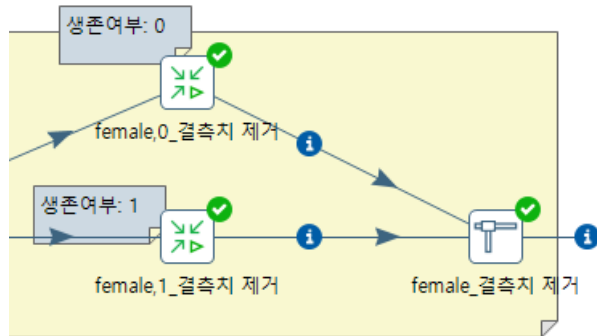 생존여부: 0
female,0_결측치 제거
생존여부: 1
female,1_결측치 제거
female_결측치 제거